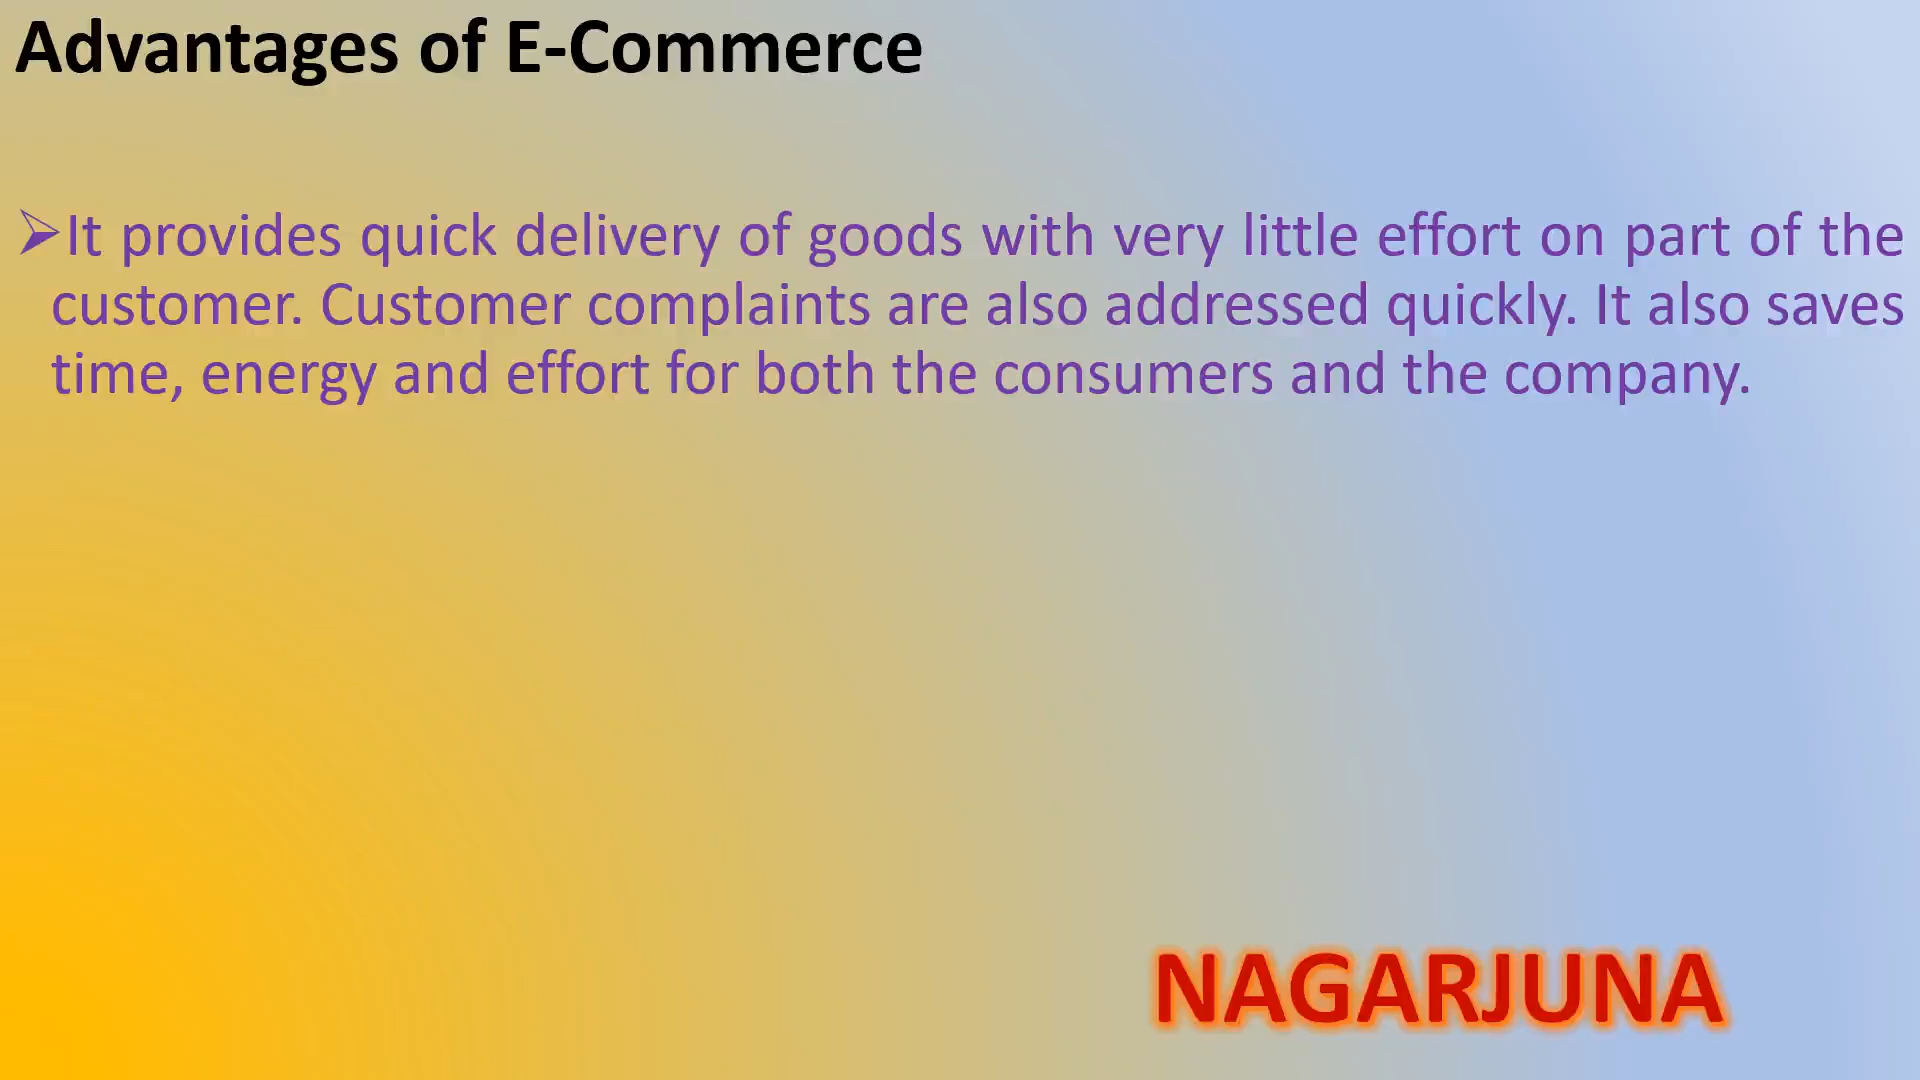 Advantages of E-Commerce
➢It provides quick delivery of goods with very little effort on part of the
customer. Customer complaints are also addressed quickly. It also saves
time, energy and effort for both the consumers and the company.
NAGARJUNA